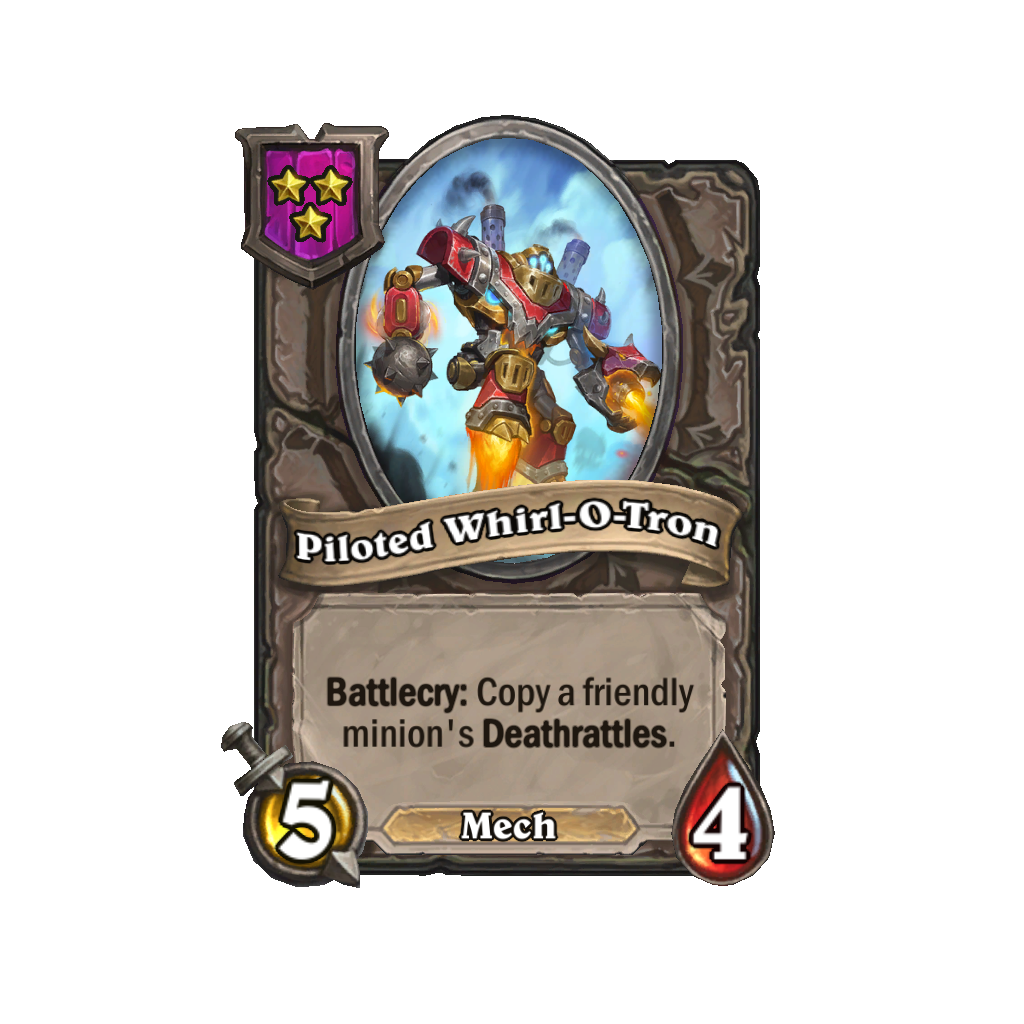 Piloted Whirl-O-Tron
Battlecry: Copy a friendly
minion's Deathrattles.
5
Mech
4